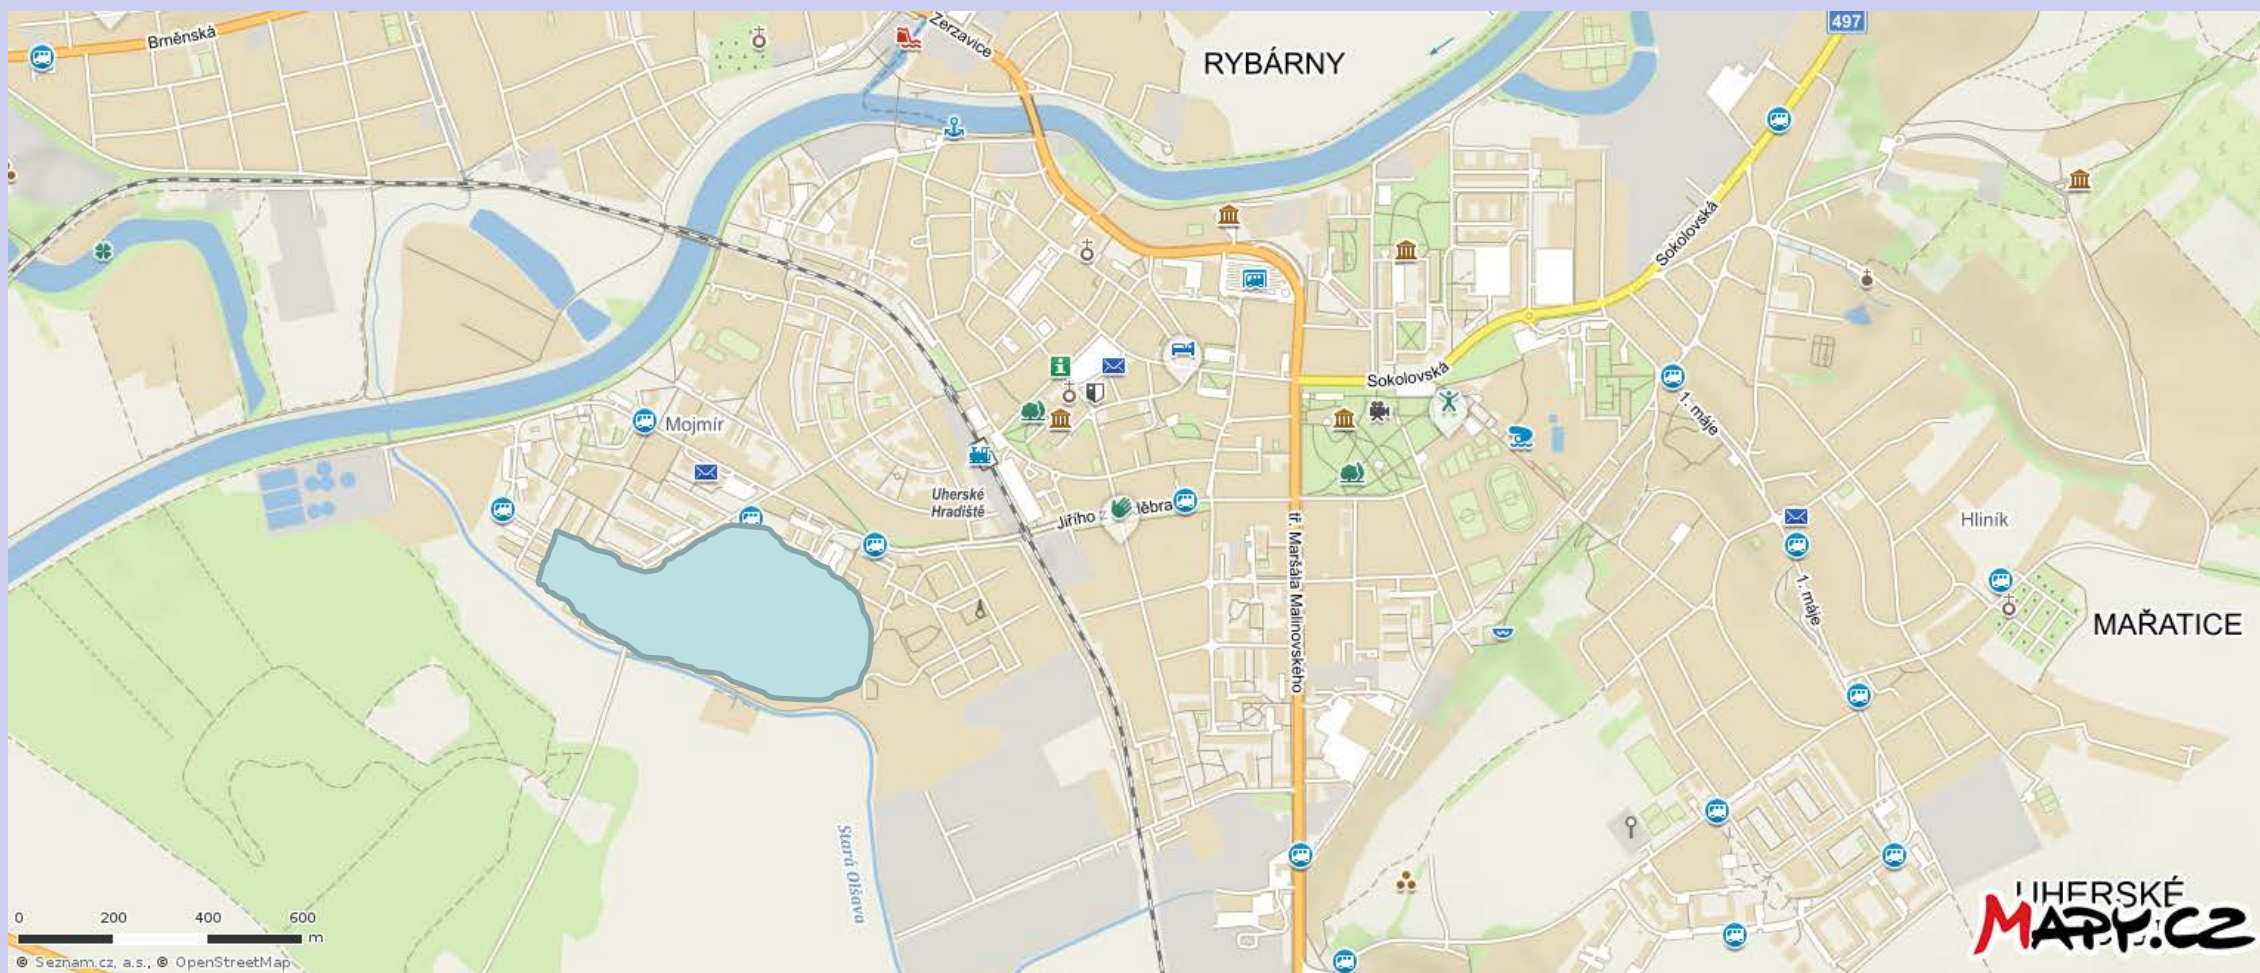 Brněnská
Zerzavice
RYBÁRNY
497
Sokolovská
Sokolovská
Mojmír
1. máje
Uherské
Hradiště
Jiřího z
děbra
Hliník
tř. Maršála Malinovského
1. máje
MAŘATICE
Stará Olšava
UHERSKÉ
MAPY.CZ
0 200 400 600
m
© Seznam.cz, a.s., © OpenStreetMap